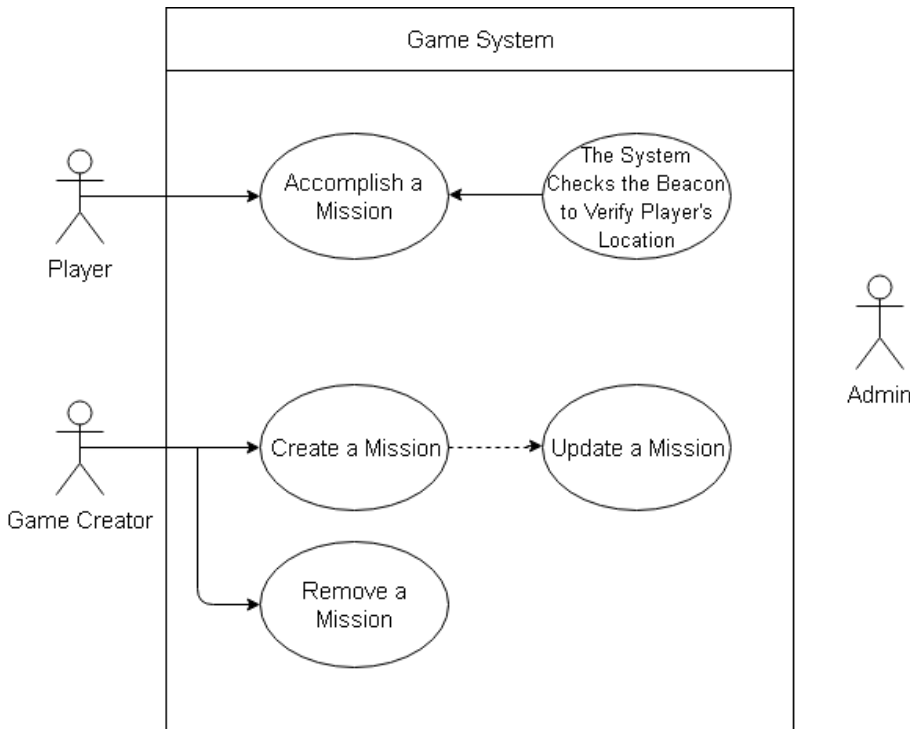 Game System
Accomplish a
Mission
The System
Checks the Beacon
to Verify Player's
Location
Player
Admin
Create a Mission
Update a Mission
Game Creator
Remove a
Mission